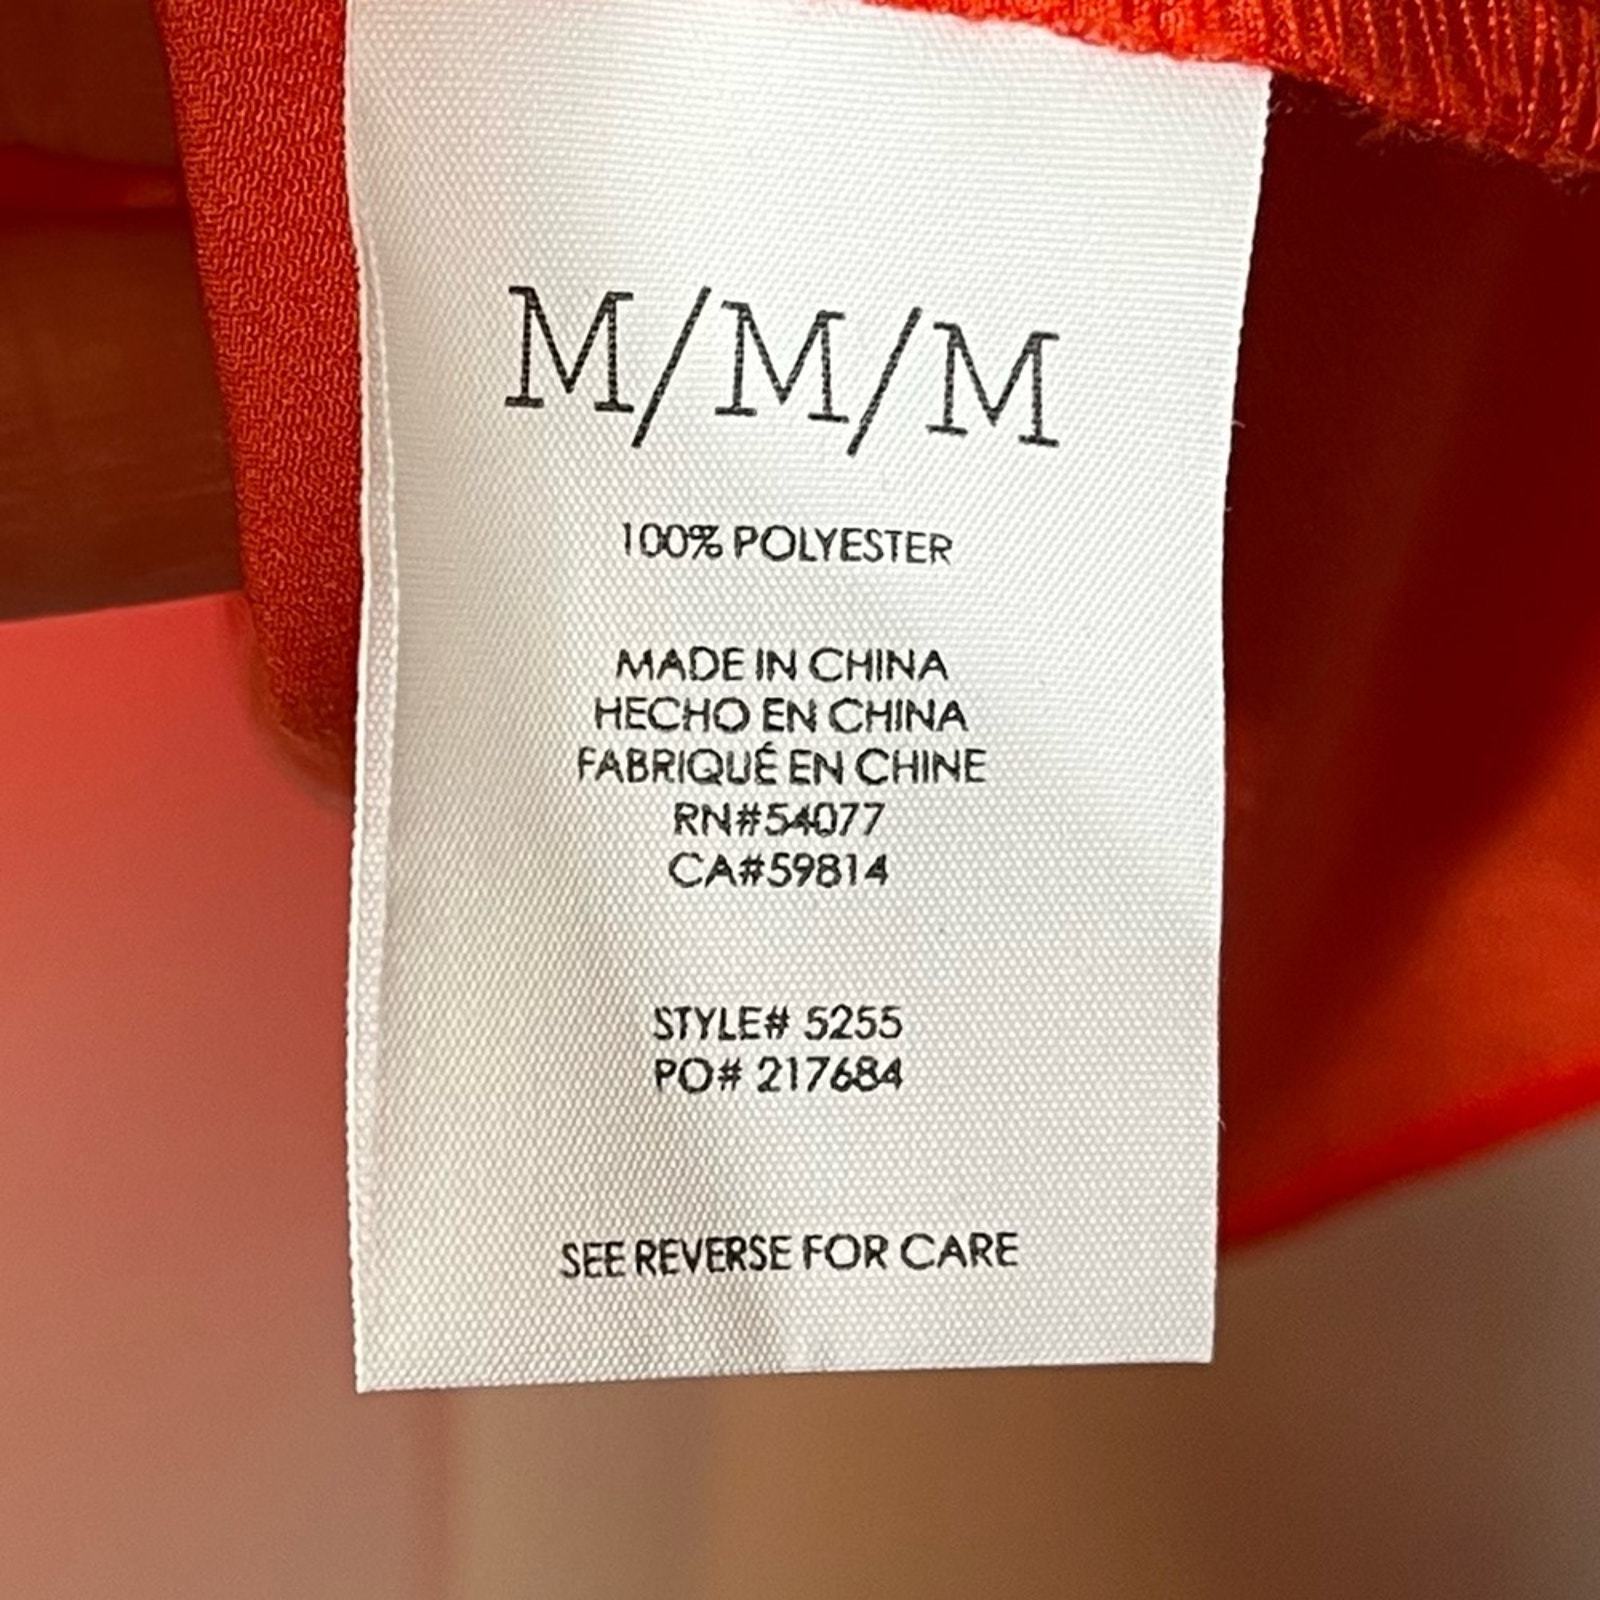 M/M/M
100% POLYESTER
MADE IN CHINA
HECHO EN CHINA
FABRIQUÉ EN CHINE
RN#54077
CA#59814
STYLE# 5255
PO# 217684
SEE REVERSE FOR CARE